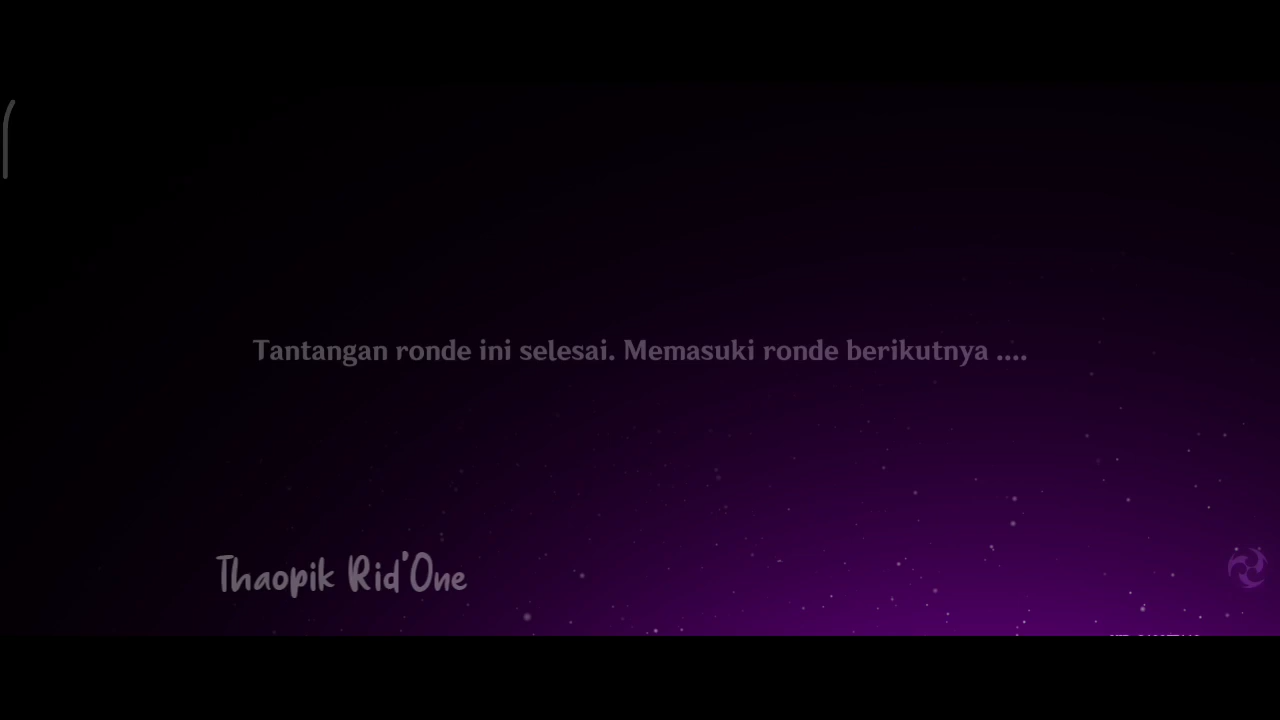 Tantangan ronde ini selesai. Memasuki ronde berikutnya ....
Thaopik Rid'One